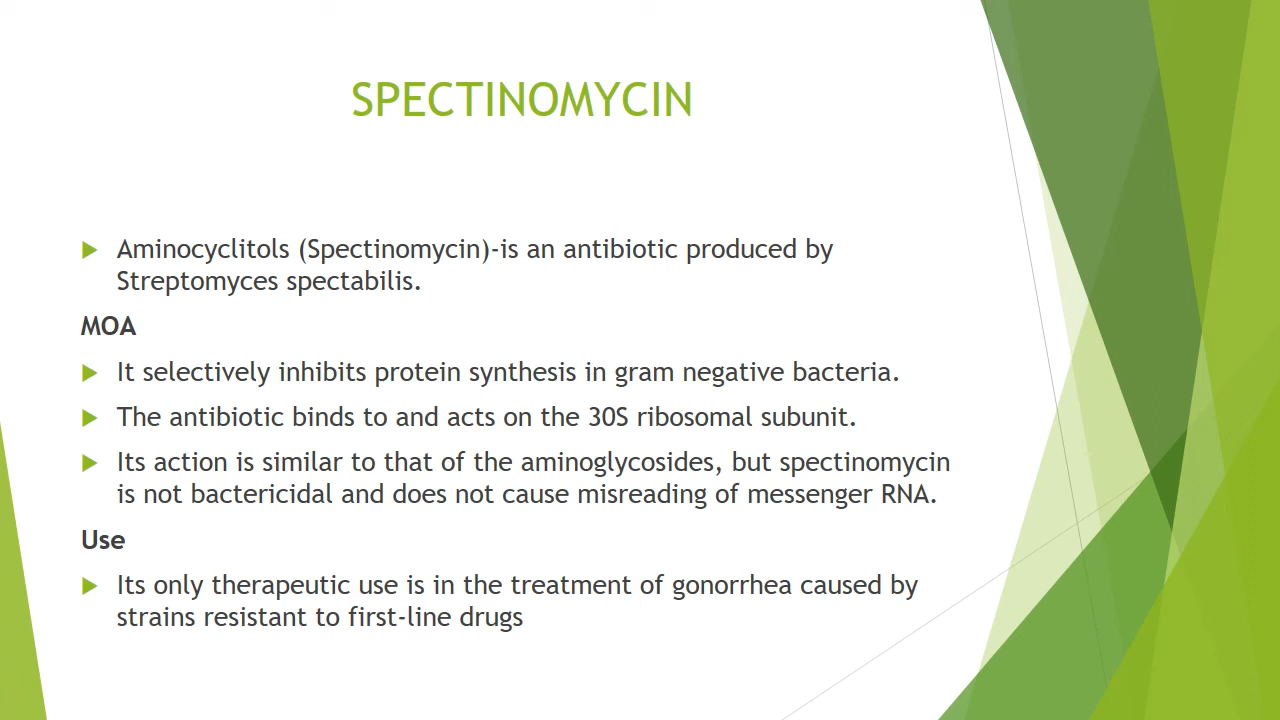 SPECTINOMYCIN
Aminocyclitols (Spectinomycin)-is an antibiotic produced by
Streptomyces spectabilis.
MOA
It selectively inhibits protein synthesis in gram negative bacteria.
The antibiotic binds to and acts on the 30S ribosomal subunit.
Its action is similar to that of the aminoglycosides, but spectinomycin
is not bactericidal and does not cause misreading of messenger RNA.
Use
Its only therapeutic use is in the treatment of gonorrhea caused by
strains resistant to first-line drugs